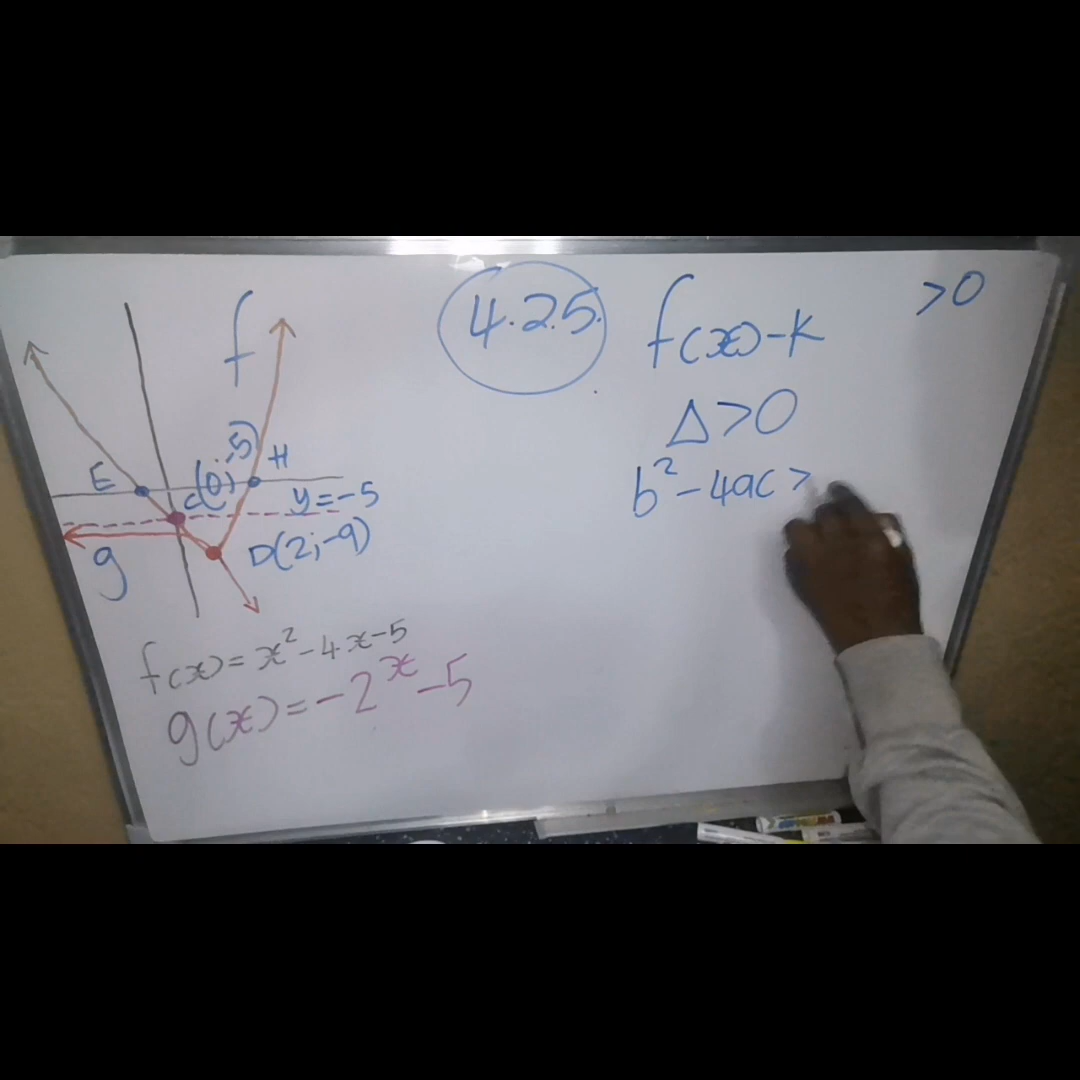 f
4.2.5.
f(x)-k
>0
Δ>0
b²-4ac>
E
C(0;-5)
H
y=-5
D(2;-9)
g
f(x)=x²-4x-5
g(x)=-2ˣ-5